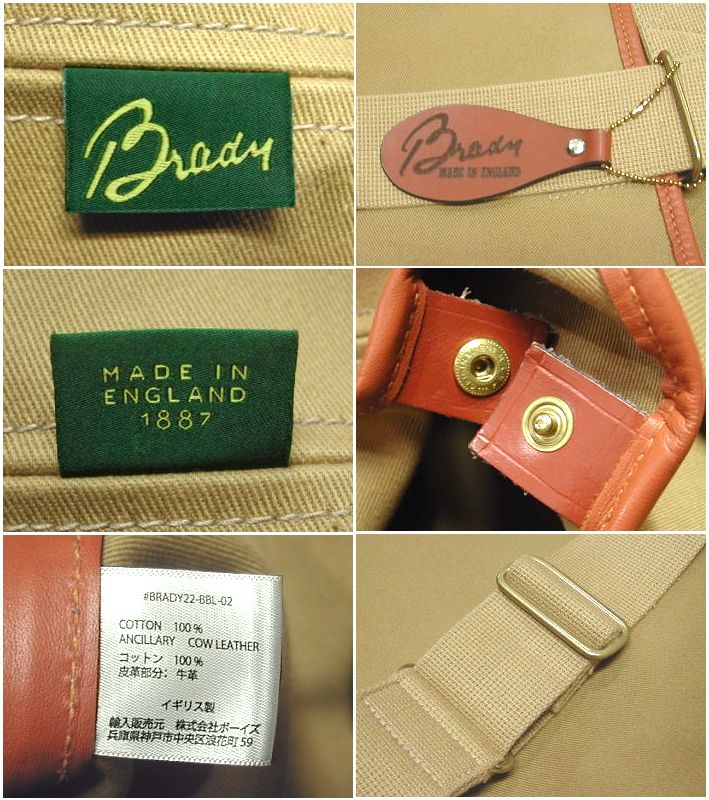 Brady
Brady
MADE IN ENGLAND
MADE IN
ENGLAND
1887
#BRADY22-BBL-02
COTTON 100%
ANCILLARY COW LEATHER
コットン 100%
皮革部分: 牛革
イギリス製
輸入販売元 株式会社ボーイズ
兵庫県神戸市中央区浪花町59